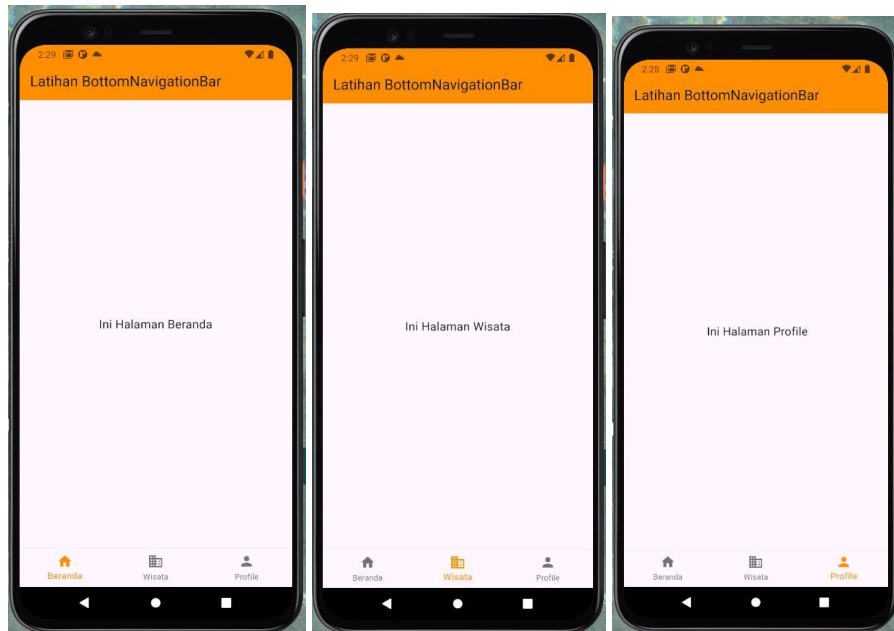 2:29
Latihan BottomNavigationBar
Ini Halaman Beranda
Beranda
Wisata
Profile
2:29
Latihan BottomNavigationBar
Ini Halaman Wisata
Beranda
Wisata
Profile
2:28
Latihan BottomNavigationBar
Ini Halaman Profile
Beranda
Wisata
Profile